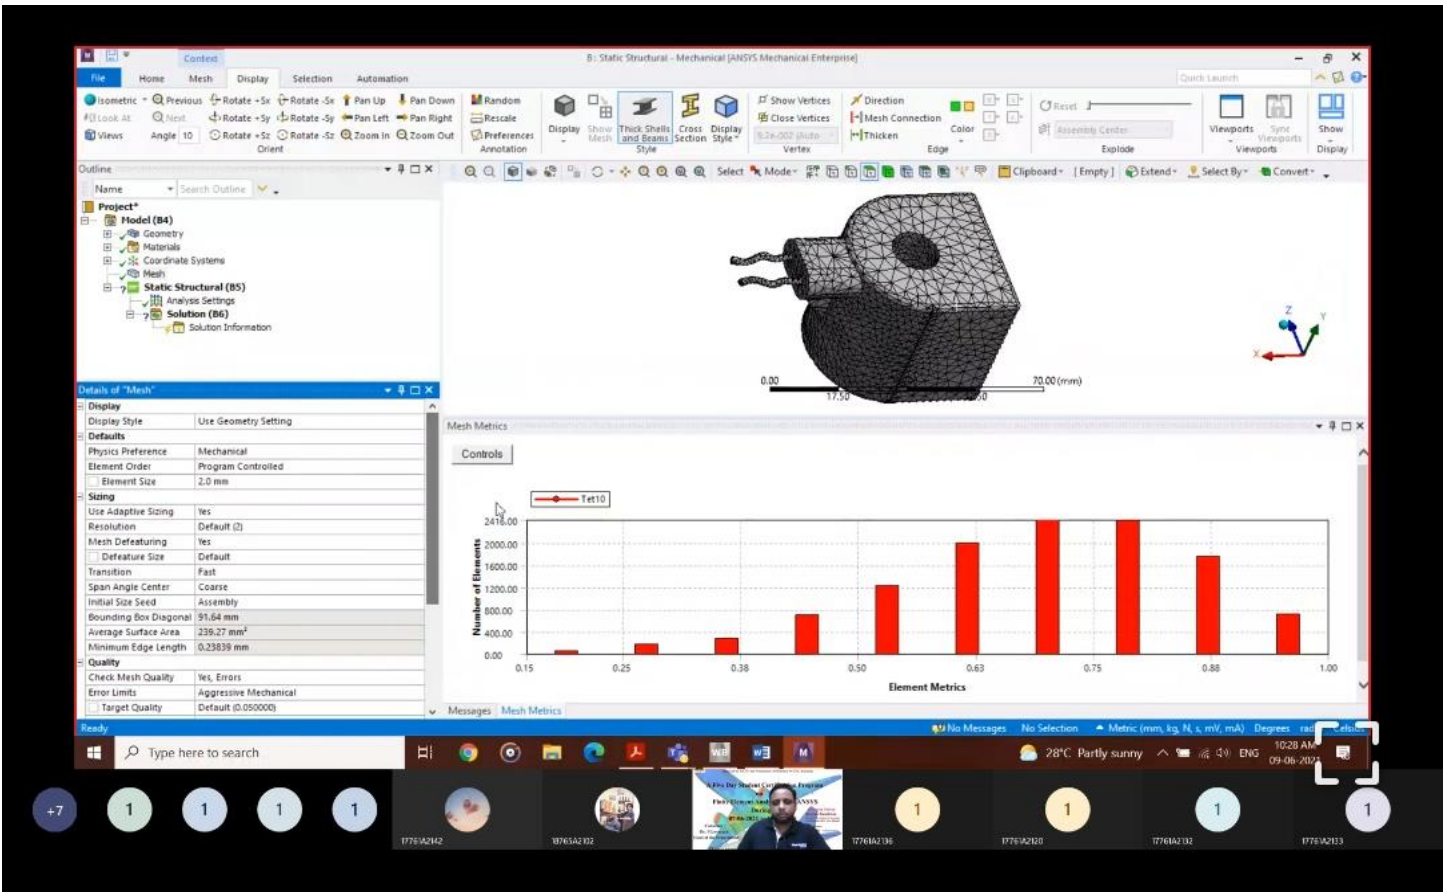 Context
B : Static Structural - Mechanical [ANSYS Mechanical Enterprise]
File Home Mesh Display Selection Automation
Quick Launch
Isometric Previous Rotate +Sx Rotate -Sx Pan Up Pan Down
Look At Next Rotate +Sy Rotate -Sy Pan Left Pan Right
Views Angle 10 Rotate +Sz Rotate -Sz Zoom In Zoom Out
Orient
Random
Rescale
Preferences
Annotation
Display Show Mesh Thick Shells and Beams Cross Section Display Style
Style
Show Vertices
Close Vertices
Vertex
Direction
Mesh Connection
Thicken
Color
Edge
Reset
Assembly Center
Explode
Viewports Sync Viewports
Viewports
Show
Display
Outline
Name Search Outline
Select Mode Clipboard [Empty] Extend Select By Convert
Project*
Model (B4)
Geometry
Materials
Coordinate Systems
Mesh
Static Structural (B5)
Analysis Settings
Solution (B6)
Solution Information
Z
Y
X
0.00 70.00 (mm)
17.50
Details of "Mesh"
Display
Display Style Use Geometry Setting
Defaults
Physics Preference Mechanical
Element Order Program Controlled
Element Size 2.0 mm
Sizing
Use Adaptive Sizing Yes
Resolution Default (2)
Mesh Defeaturing Yes
Defeature Size Default
Transition Fast
Span Angle Center Coarse
Initial Size Seed Assembly
Bounding Box Diagonal 91.64 mm
Average Surface Area 239.27 mm²
Minimum Edge Length 0.23839 mm
Quality
Check Mesh Quality Yes, Errors
Error Limits Aggressive Mechanical
Target Quality Default (0.050000)
Mesh Metrics
Controls
Tet10
2416.00
2000.00
1600.00
1200.00
800.00
400.00
0.00
Number of Elements
0.15 0.25 0.38 0.50 0.63 0.75 0.88 1.00
Element Metrics
Messages Mesh Metrics
Ready
No Messages No Selection Metric (mm, kg, N, s, mV, mA) Degrees
Type here to search
28°C Partly sunny ENG
10:28 AM
09-06-2021
+7 1 1 1 1
A Five Day Student Certification Program
1 1 1 1
17761A2142 18765A2102 17761A2136 17761A2120 17761A2132 17761A2133